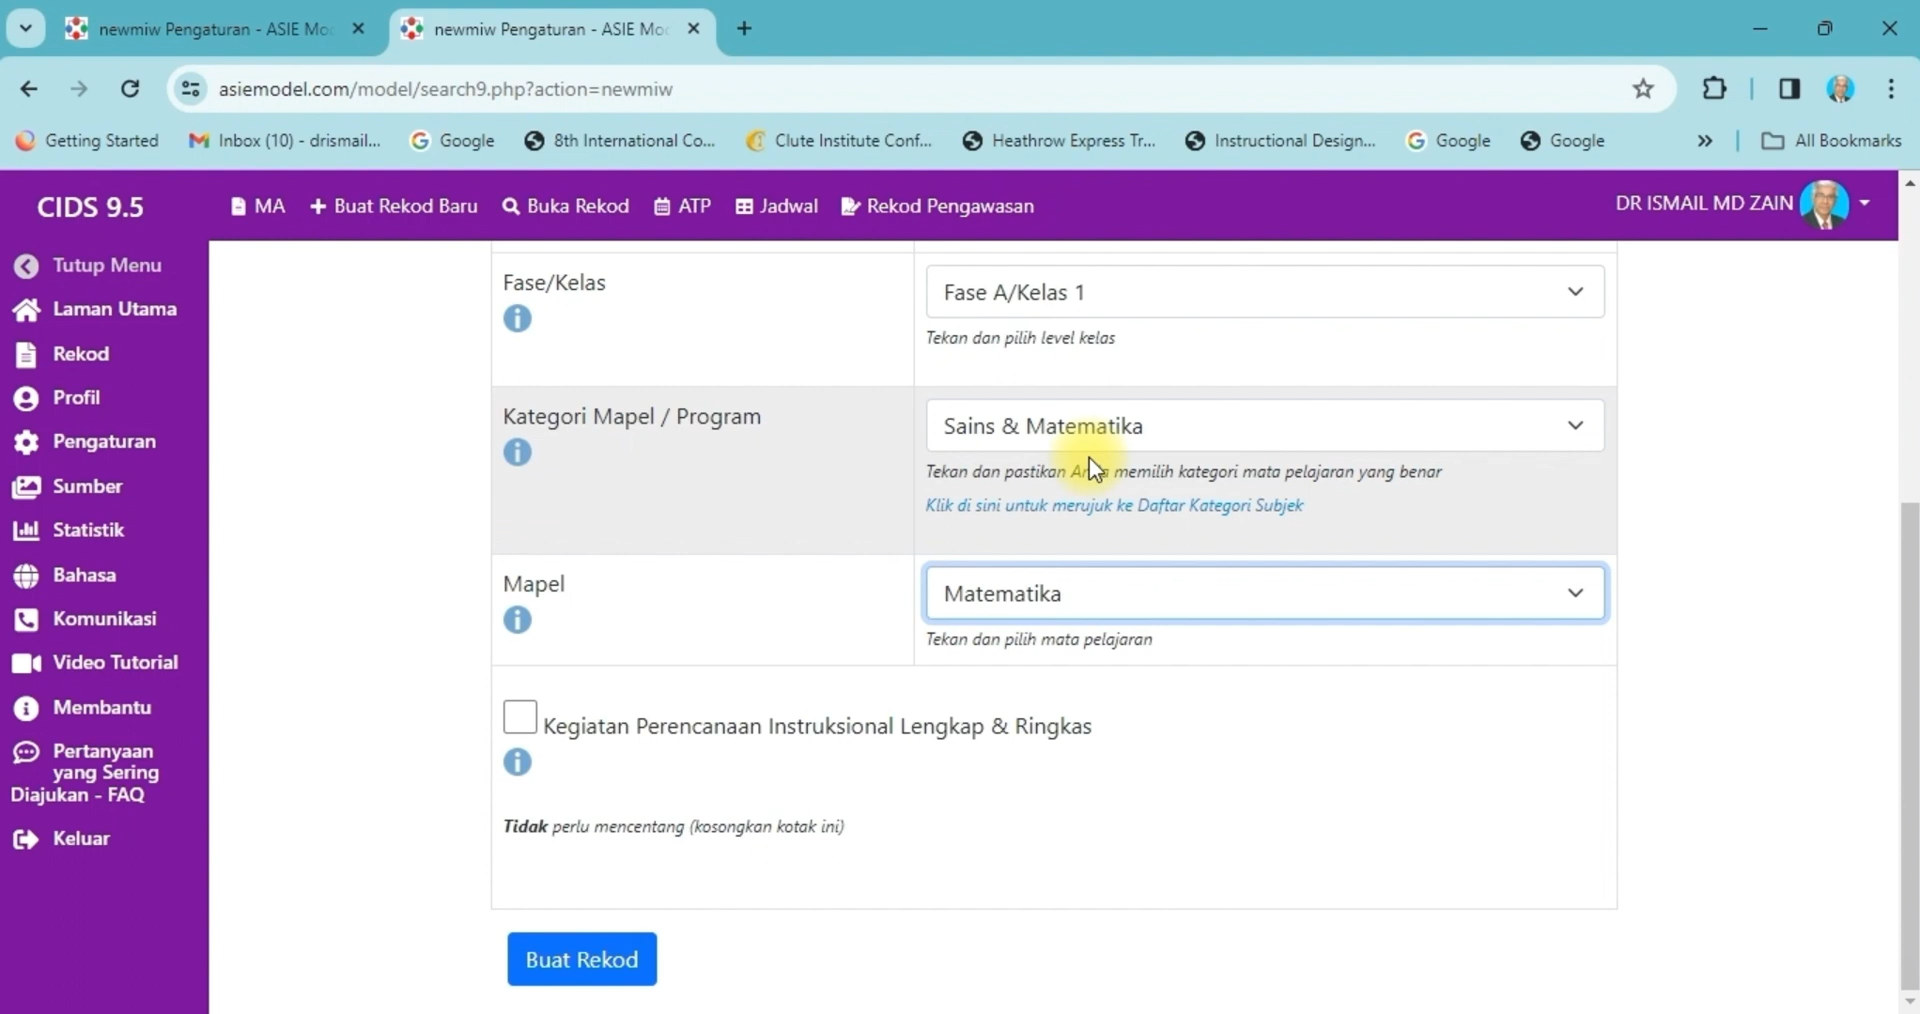 newmiw Pengaturan - ASIE Mo
newmiw Pengaturan - ASIE Mo
asiemodel.com/model/search9.php?action=newmiw
Getting Started
Inbox (10) - drismail...
Google
8th International Co...
Clute Institute Conf...
Heathrow Express Tr...
Instructional Design...
Google
Google
All Bookmarks
CIDS 9.5
MA
Buat Rekod Baru
Buka Rekod
ATP
Jadwal
Rekod Pengawasan
DR ISMAIL MD ZAIN
Tutup Menu
Laman Utama
Rekod
Profil
Pengaturan
Sumber
Statistik
Bahasa
Komunikasi
Video Tutorial
Membantu
Pertanyaan
yang Sering
Diajukan - FAQ
Keluar
Fase/Kelas
Fase A/Kelas 1
Tekan dan pilih level kelas
Kategori Mapel / Program
Sains & Matematika
Tekan dan pastikan memilih kategori mata pelajaran yang benar
Klik di sini untuk merujuk ke Daftar Kategori Subjek
Mapel
Matematika
Tekan dan pilih mata pelajaran
Kegiatan Perencanaan Instruksional Lengkap & Ringkas
Tidak perlu mencentang (kosongkan kotak ini)
Buat Rekod